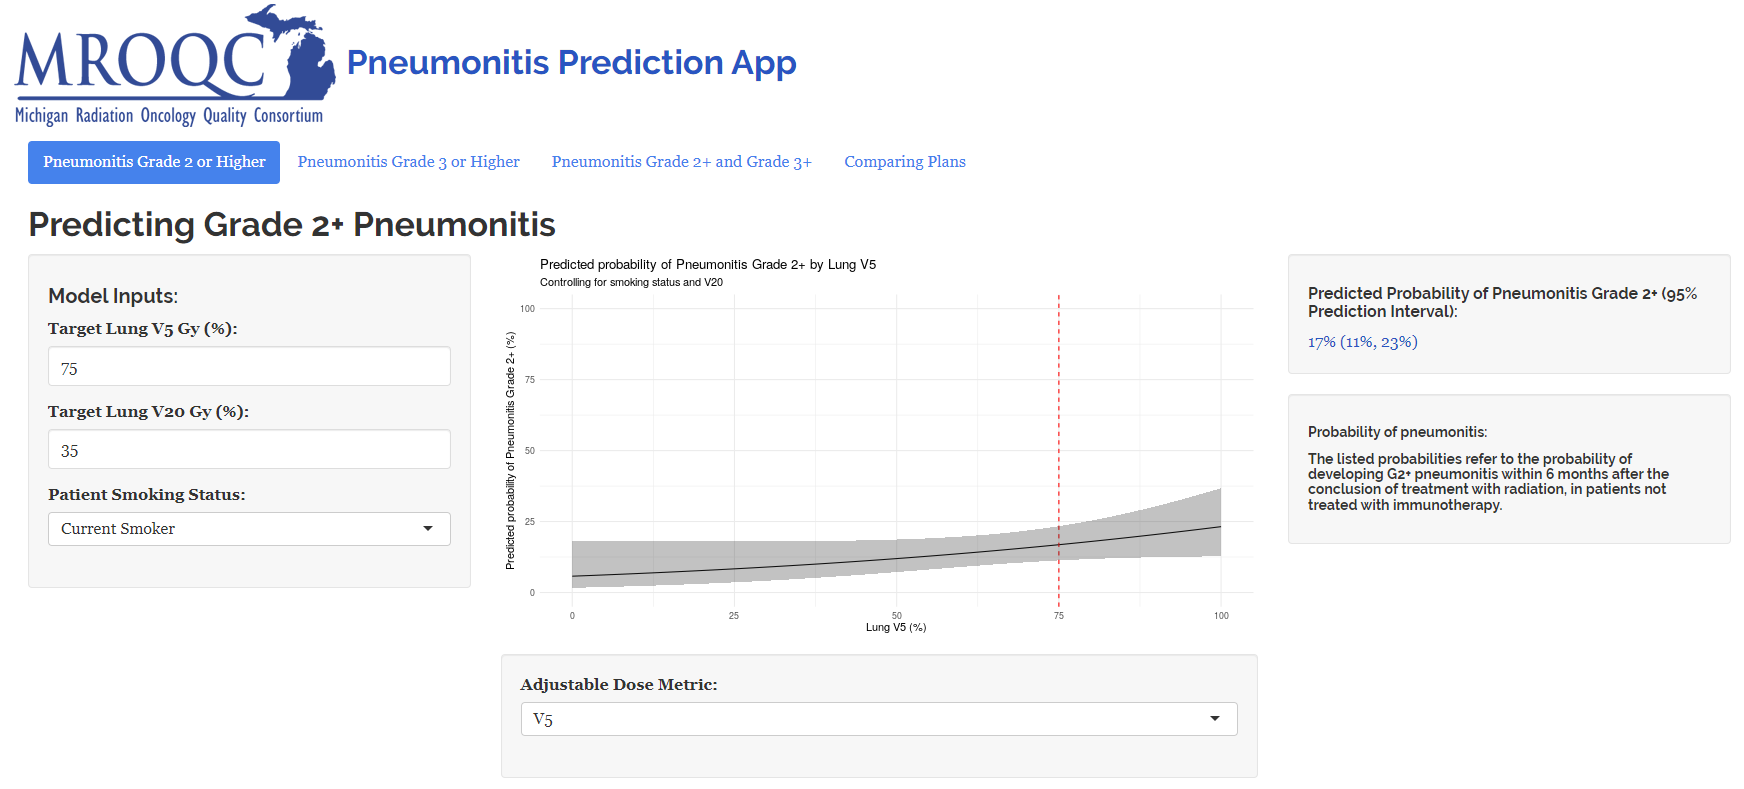 MROQC
Michigan Radiation Oncology Quality Consortium
Pneumonitis Prediction App
Pneumonitis Grade 2 or Higher
Pneumonitis Grade 3 or Higher
Pneumonitis Grade 2+ and Grade 3+
Comparing Plans
Predicting Grade 2+ Pneumonitis
Model Inputs:
Target Lung V5 Gy (%):
75
Target Lung V20 Gy (%):
35
Patient Smoking Status:
Current Smoker
Predicted probability of Pneumonitis Grade 2+ by Lung V5
Controlling for smoking status and V20
Predicted probability of Pneumonitis Grade 2+ (%)
100
75
50
25
0
0
25
50
75
100
Lung V5 (%)
Adjustable Dose Metric:
V5
Predicted Probability of Pneumonitis Grade 2+ (95%
Prediction Interval):
17% (11%, 23%)
Probability of pneumonitis:
The listed probabilities refer to the probability of
developing G2+ pneumonitis within 6 months after the
conclusion of treatment with radiation, in patients not
treated with immunotherapy.